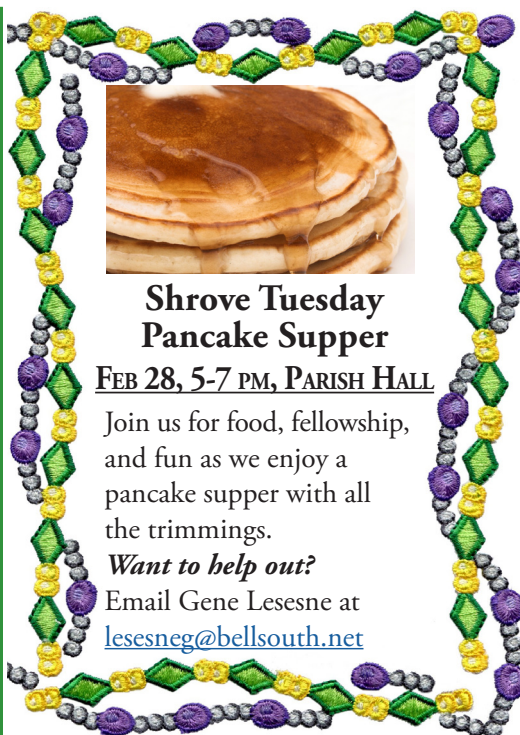 Shrove Tuesday
Pancake Supper
Feb 28, 5-7 pm, Parish Hall
Join us for food, fellowship,
and fun as we enjoy a
pancake supper with all
the trimmings.
Want to help out?
Email Gene Lesesne at
lesesneg@bellsouth.net